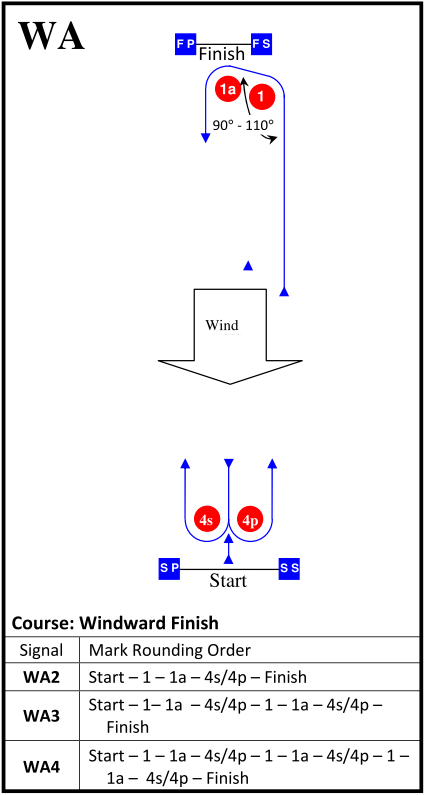 WA
FP FS
Finish
1a 1
90° - 110°
Wind
4s 4p
SP SS
Start
Course: Windward Finish
Signal Mark Rounding Order
WA2 Start – 1 – 1a – 4s/4p – Finish
WA3 Start – 1– 1a – 4s/4p – 1 – 1a – 4s/4p –
Finish
WA4 Start – 1 – 1a – 4s/4p – 1 – 1a – 4s/4p – 1 –
1a – 4s/4p – Finish